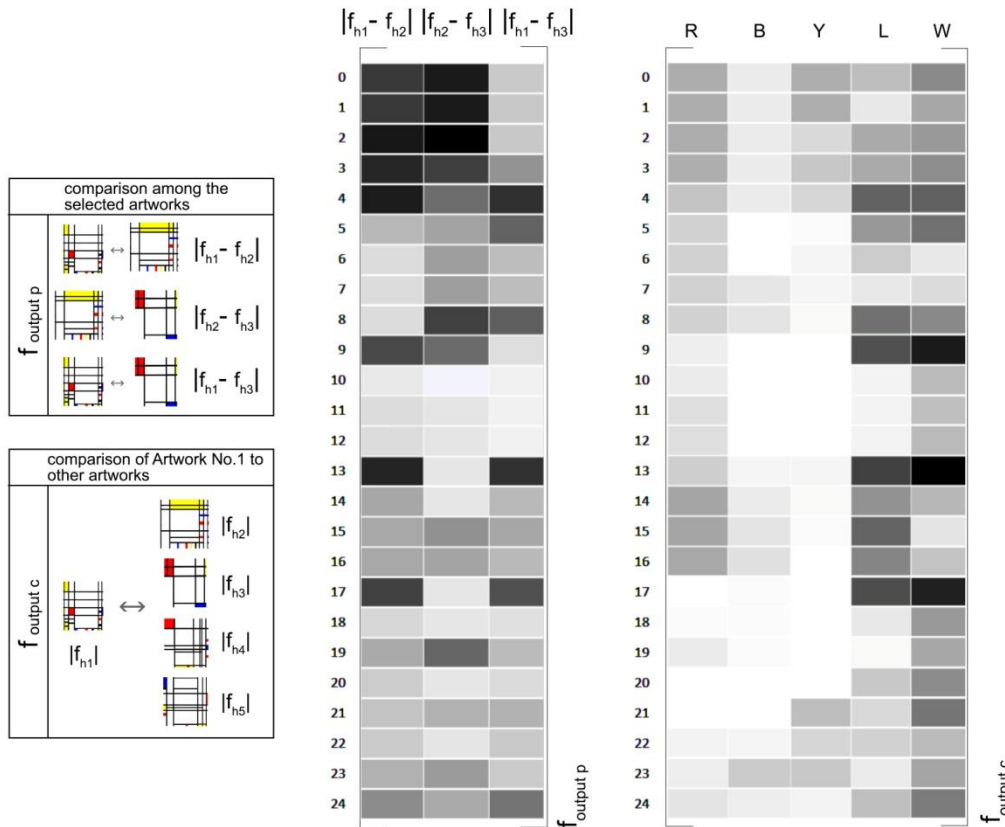 comparison among the
selected artworks
f output p
|fh1- fh2|
|fh2- fh3|
|fh1- fh3|
comparison of Artwork No.1 to
other artworks
f output c
|fh1|
|fh2|
|fh3|
|fh4|
|fh5|
|fh1- fh2| |fh2- fh3| |fh1- fh3|
0
1
2
3
4
5
6
7
8
9
10
11
12
13
14
15
16
17
18
19
20
21
22
23
24
f output p
R B Y L W
0
1
2
3
4
5
6
7
8
9
10
11
12
13
14
15
16
17
18
19
20
21
22
23
24
f output c